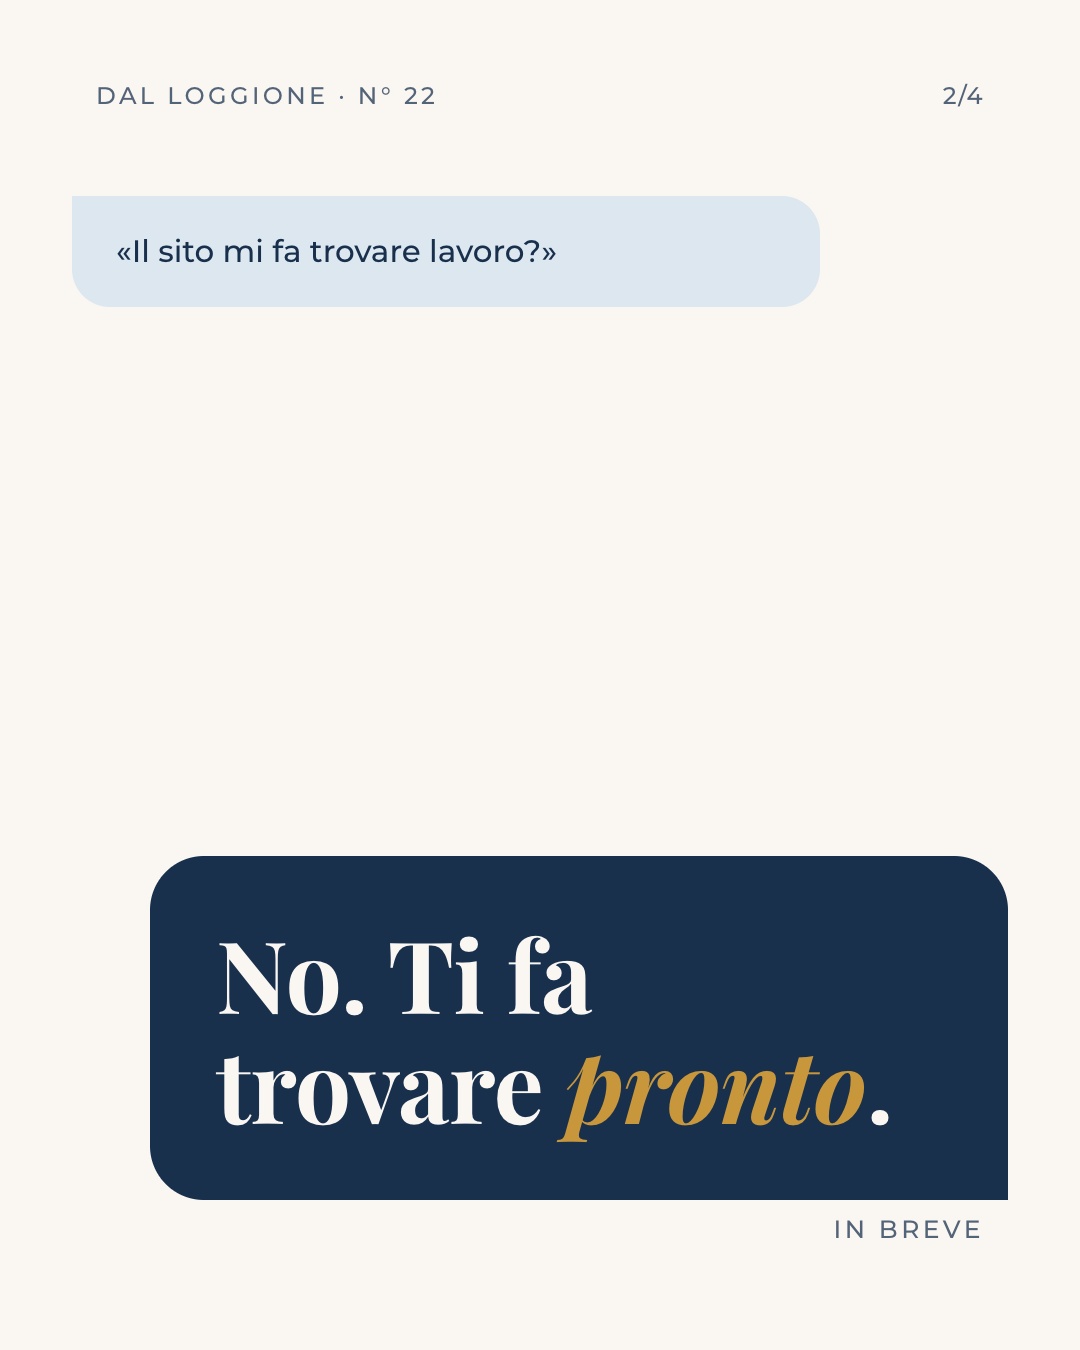 DAL LOGGIONE · N° 22
2/4
«Il sito mi fa trovare lavoro?»
No. Ti fa
trovare pronto.
IN BREVE